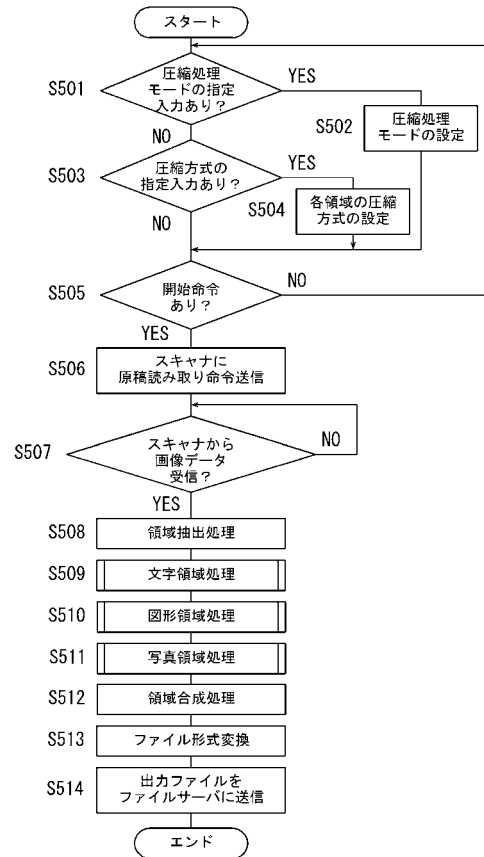 スタート
S501
圧縮処理
モードの指定
入力あり？
YES
NO
S502
圧縮処理
モードの設定
S503
圧縮方式の
指定入力あり？
YES
NO
S504
各領域の圧縮
方式の設定
S505
開始命令
あり？
NO
YES
S506
スキャナに
原稿読み取り命令送信
S507
スキャナから
画像データ
受信？
NO
YES
S508
領域抽出処理
S509
文字領域処理
S510
図形領域処理
S511
写真領域処理
S512
領域合成処理
S513
ファイル形式変換
S514
出力ファイルを
ファイルサーバに送信
エンド